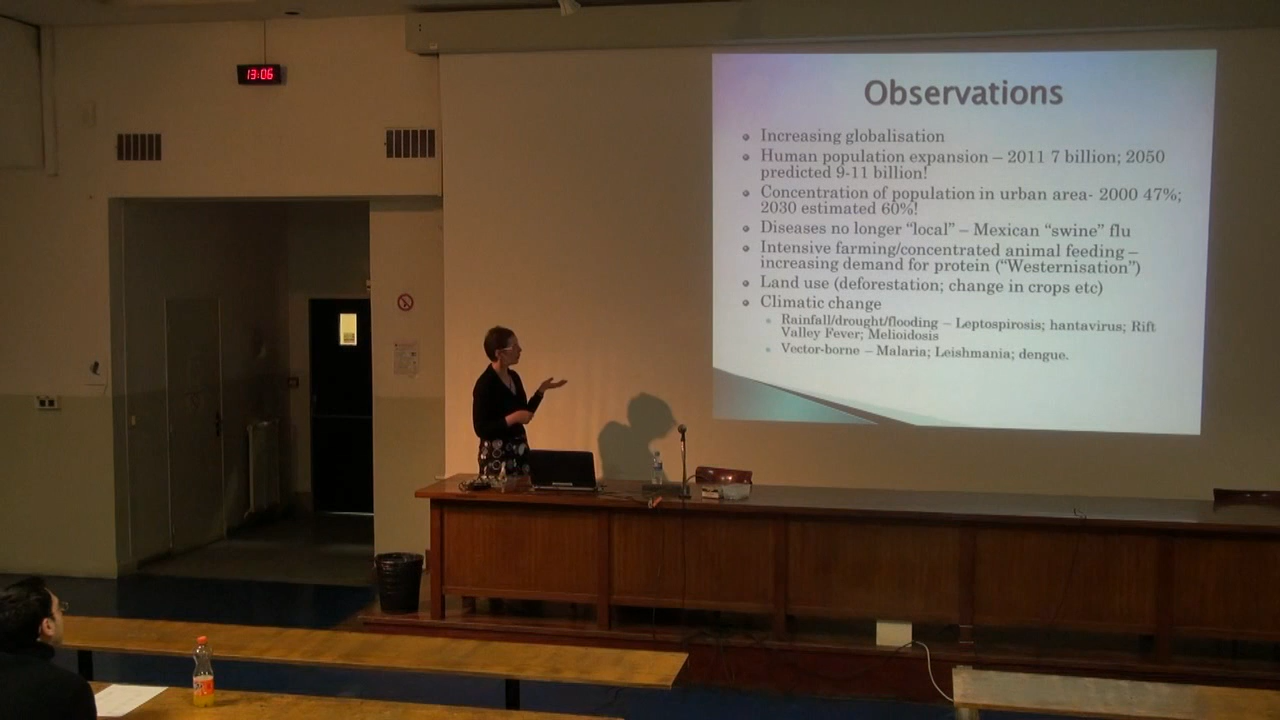 13:06
Observations
Increasing globalisation
Human population expansion – 2011 7 billion; 2050
predicted 9-11 billion!
Concentration of population in urban area- 2000 47%;
2030 estimated 60%!
Diseases no longer “local” – Mexican “swine” flu
Intensive farming/concentrated animal feeding –
increasing demand for protein (“Westernisation”)
Land use (deforestation; change in crops etc)
Climatic change
Rainfall/drought/flooding – Leptospirosis; hantavirus; Rift
Valley Fever; Melioidosis
Vector-borne – Malaria; Leishmania; dengue.